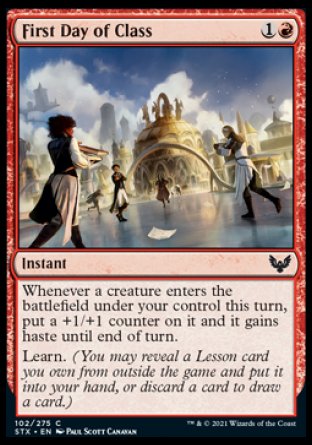 First Day of Class 1
Instant
Whenever a creature enters the
battlefield under your control this turn,
put a +1/+1 counter on it and it gains
haste until end of turn.
Learn. (You may reveal a Lesson card
you own from outside the game and put it
into your hand, or discard a card to draw
a card.)
102/275 C
STX • EN Paul Scott Canavan
™ & © 2021 Wizards of the Coast